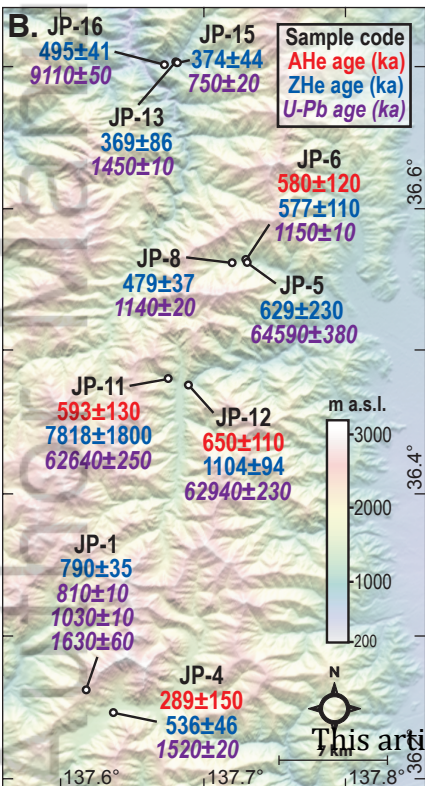 B.
JP-16
495±41
9110±50
JP-15
374±44
750±20
Sample code
AHe age (ka)
ZHe age (ka)
U-Pb age (ka)
JP-13
369±86
1450±10
JP-6
580±120
577±110
1150±10
36.6°
JP-8
479±37
1140±20
JP-5
629±230
64590±380
JP-11
593±130
7818±1800
62640±250
JP-12
650±110
1104±94
62940±230
m a.s.l.
3000
2000
1000
200
36.4°
JP-1
790±35
810±10
1030±10
1630±60
JP-4
289±150
536±46
1520±20
N
7 km
This arti
137.6°
137.7°
137.8°